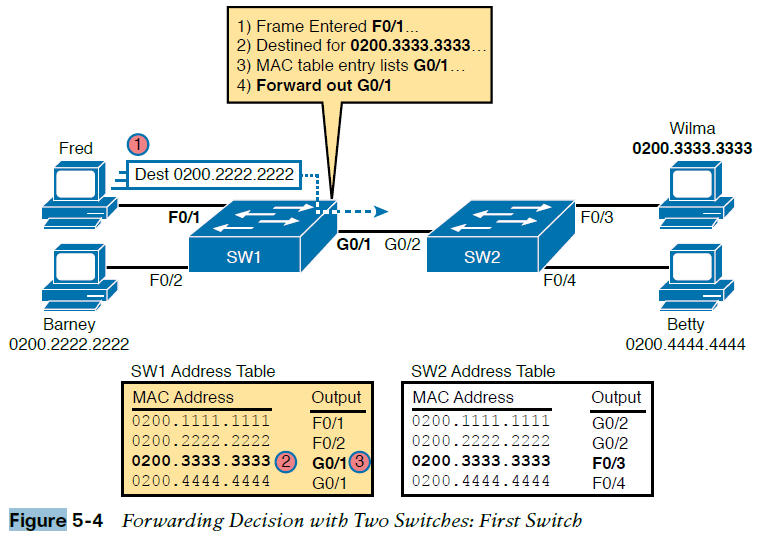 1) Frame Entered F0/1...
2) Destined for 0200.3333.3333...
3) MAC table entry lists G0/1...
4) Forward out G0/1
Fred
1
Dest 0200.2222.2222
Wilma
0200.3333.3333
F0/1
SW1
G0/1
G0/2
SW2
F0/3
F0/2
F0/4
Barney
0200.2222.2222
Betty
0200.4444.4444
SW1 Address Table
MAC Address Output
0200.1111.1111 F0/1
0200.2222.2222 F0/2
0200.3333.3333 2 G0/1 3
0200.4444.4444 G0/1
SW2 Address Table
MAC Address Output
0200.1111.1111 G0/2
0200.2222.2222 G0/2
0200.3333.3333 F0/3
0200.4444.4444 F0/4
Figure 5-4 Forwarding Decision with Two Switches: First Switch